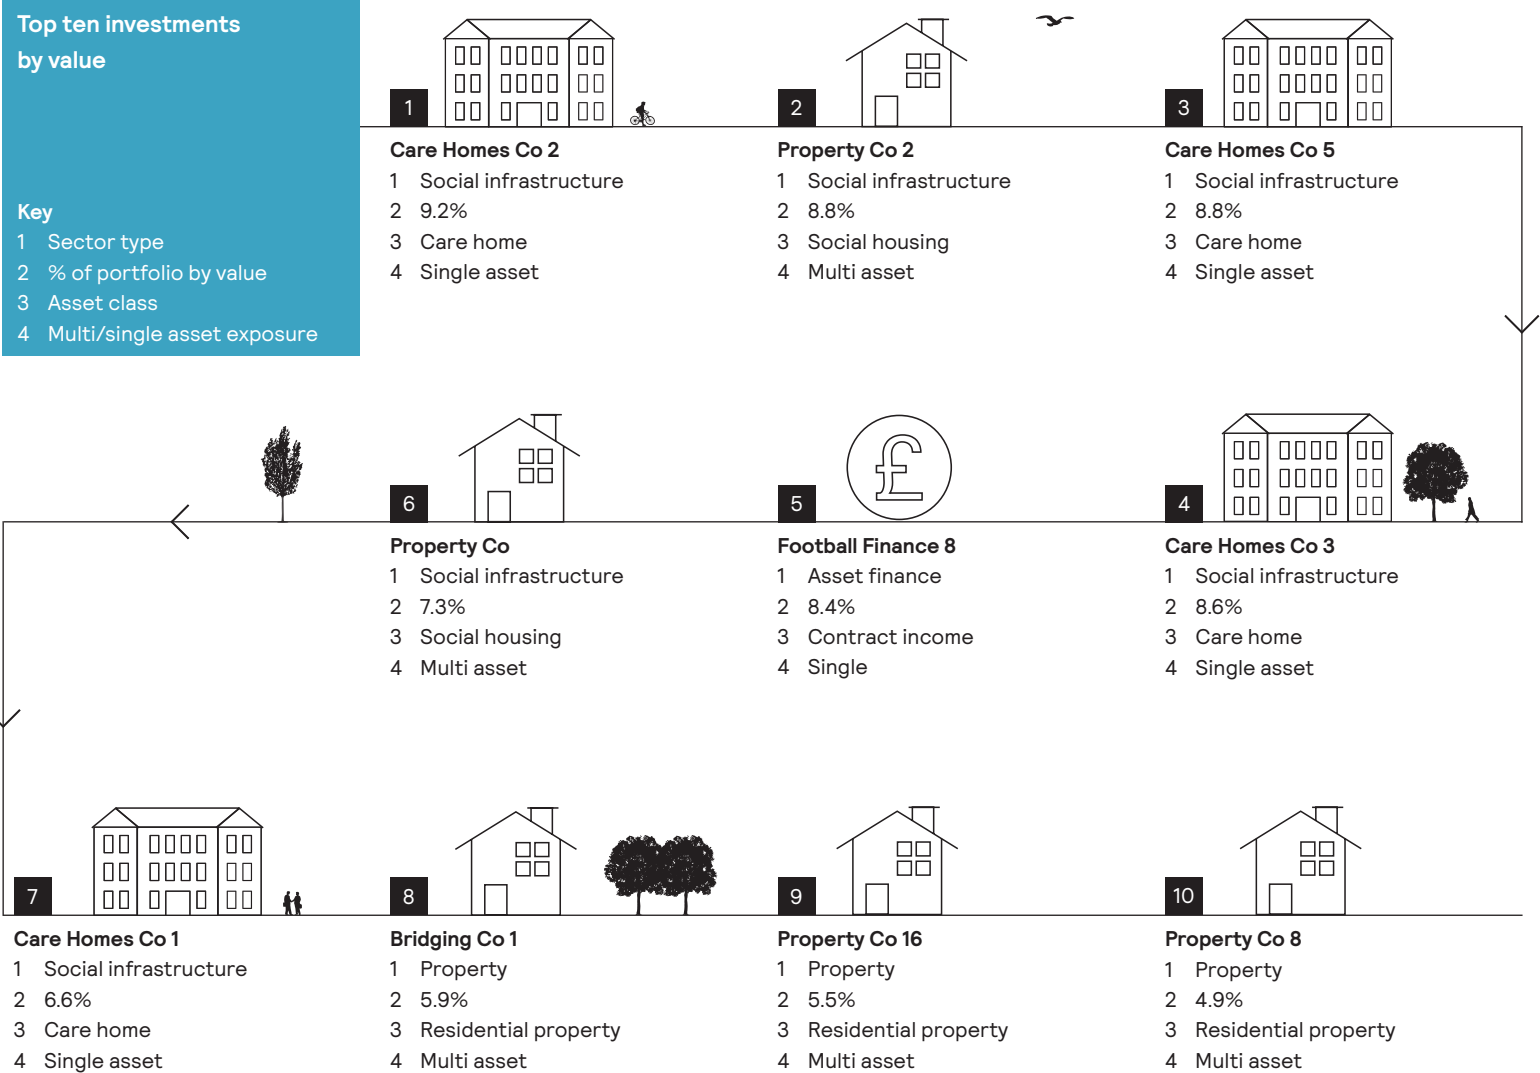 Top ten investments
by value
Key
1 Sector type
2 % of portfolio by value
3 Asset class
4 Multi/single asset exposure
1
Care Homes Co 2
1 Social infrastructure
2 9.2%
3 Care home
4 Single asset
2
Property Co 2
1 Social infrastructure
2 8.8%
3 Social housing
4 Multi asset
3
Care Homes Co 5
1 Social infrastructure
2 8.8%
3 Care home
4 Single asset
4
Care Homes Co 3
1 Social infrastructure
2 8.6%
3 Care home
4 Single asset
5
£
Football Finance 8
1 Asset finance
2 8.4%
3 Contract income
4 Single
6
Property Co
1 Social infrastructure
2 7.3%
3 Social housing
4 Multi asset
7
Care Homes Co 1
1 Social infrastructure
2 6.6%
3 Care home
4 Single asset
8
Bridging Co 1
1 Property
2 5.9%
3 Residential property
4 Multi asset
9
Property Co 16
1 Property
2 5.5%
3 Residential property
4 Multi asset
10
Property Co 8
1 Property
2 4.9%
3 Residential property
4 Multi asset